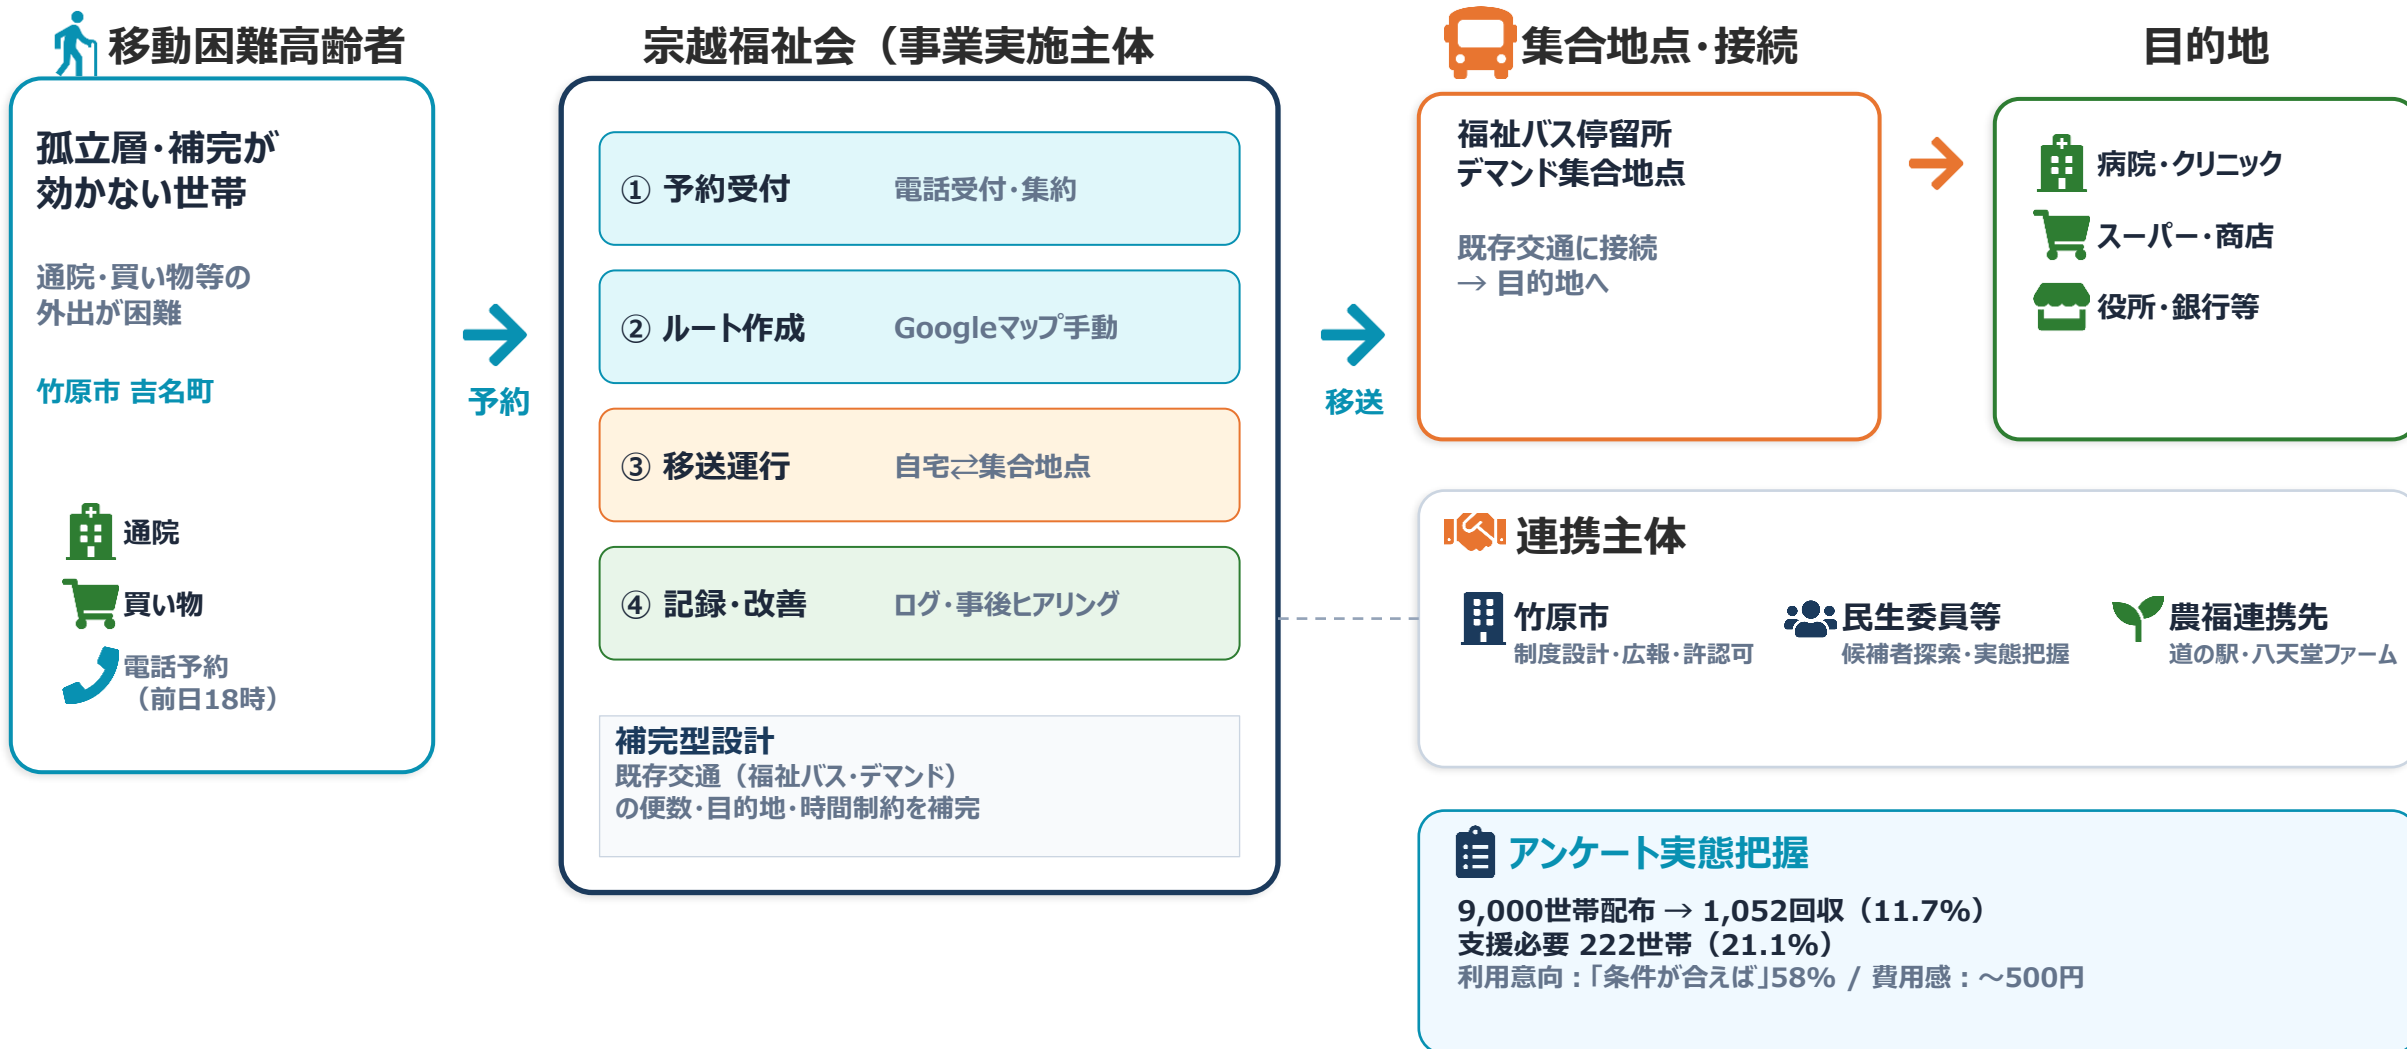 移動困難高齢者
孤立層・補完が
効かない世帯
通院・買い物等の
外出が困難
竹原市 吉名町
通院
買い物
電話予約
（前日18時）
予約
宗越福祉会（事業実施主体
① 予約受付 電話受付・集約
② ルート作成 Googleマップ手動
③ 移送運行 自宅⇄集合地点
④ 記録・改善 ログ・事後ヒアリング
補完型設計
既存交通（福祉バス・デマンド）
の便数・目的地・時間制約を補完
移送
集合地点・接続
福祉バス停留所
デマンド集合地点
既存交通に接続
→ 目的地へ
目的地
病院・クリニック
スーパー・商店
役所・銀行等
連携主体
竹原市
制度設計・広報・許認可
民生委員等
候補者探索・実態把握
農福連携先
道の駅・八天堂ファーム
アンケート実態把握
9,000世帯配布 → 1,052回収（11.7%）
支援必要 222世帯（21.1%）
利用意向：「条件が合えば」58% / 費用感：～500円